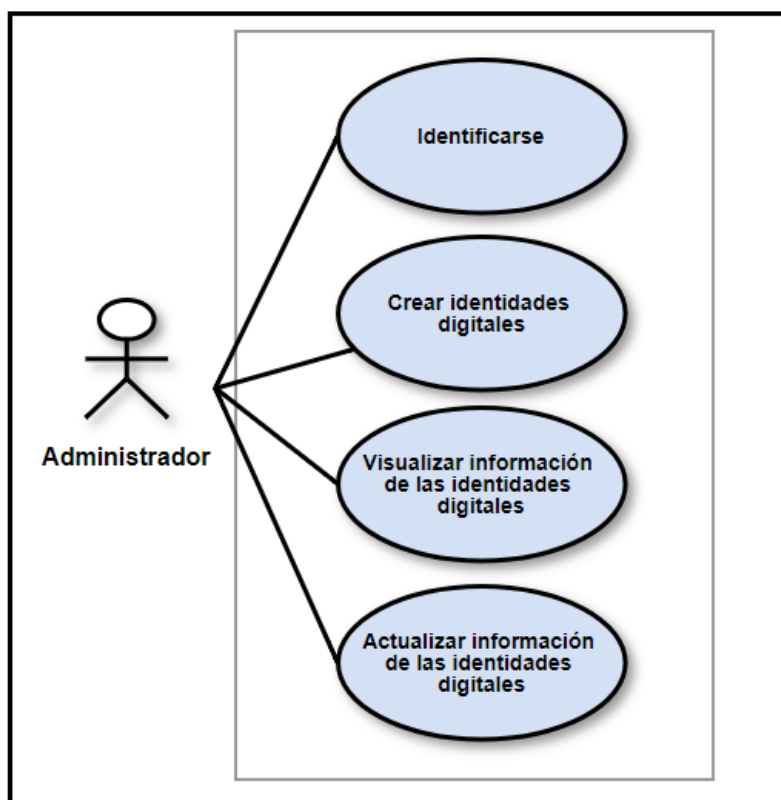 Identificarse
Crear identidades
digitales
Administrador
Visualizar información
de las identidades
digitales
Actualizar información
de las identidades
digitales